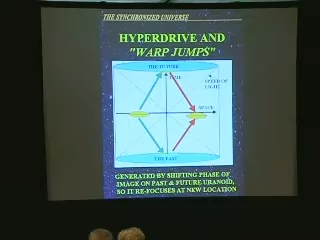 THE SYNCHRONIZED UNIVERSE
HYPERDRIVE AND
"WARP JUMPS"
THE FUTURE
TIME
SPEED OF
LIGHT
SPACE
THE PAST
GENERATED BY SHIFTING PHASE OF
IMAGE ON PAST & FUTURE URANOID,
SO IT RE-FOCUSES AT NEW LOCATION